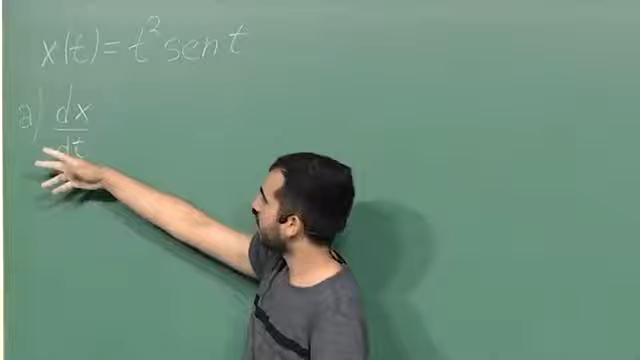 x(t) = t² sen t
a) dx/dt